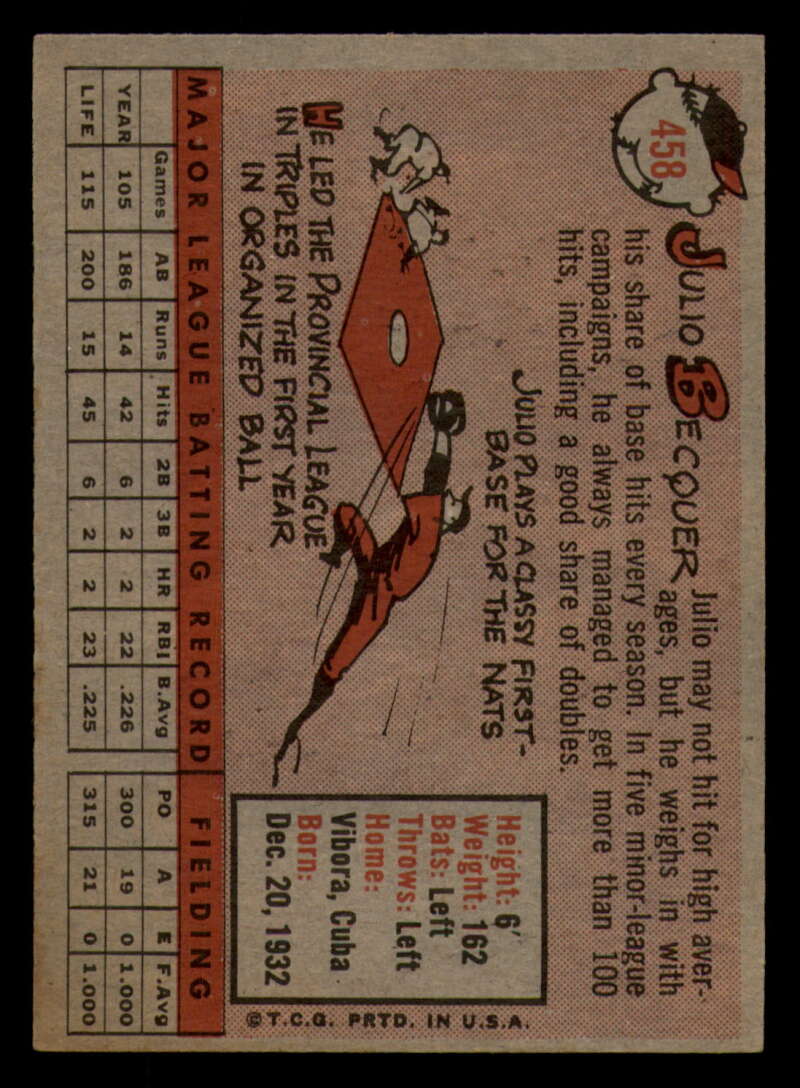 458
JULIO BECQUER
Julio may not hit for high aver-
ages, but he weighs in with
his share of base hits every season. In five minor-league
campaigns, he always managed to get more than 100
hits, including a good share of doubles.
JULIO PLAYS A CLASSY FIRST-
BASE FOR THE NATS
HE LED THE PROVINCIAL LEAGUE
IN TRIPLES IN THE FIRST YEAR
IN ORGANIZED BALL
Height: 6'
Weight: 162
Bats: Left
Throws: Left
Home:
Vibora, Cuba
Born:
Dec. 20, 1932
©T.C.G. PRTD. IN U.S.A.
MAJOR LEAGUE BATTING RECORD FIELDING
Games AB Runs Hits 2B 3B HR RBI B.Avg PO A E F.Avg
YEAR 105 186 14 42 6 2 2 22 .226 300 19 0 1.000
LIFE 115 200 15 45 6 2 2 23 .225 315 21 0 1.000